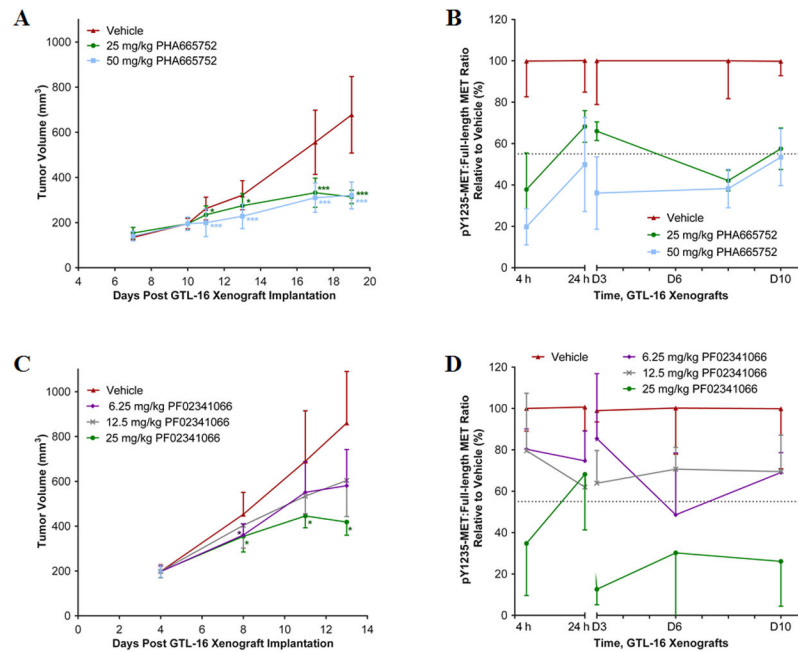 A
Vehicle
25 mg/kg PHA665752
50 mg/kg PHA665752
1000
800
600
400
200
0
Tumor Volume (mm³)
*
***
*
***
***
***
***
***
4 6 8 10 12 14 16 18 20
Days Post GTL-16 Xenograft Implantation
B
120
100
80
60
40
20
0
pY1235-MET:Full-length MET Ratio
Relative to Vehicle (%)
Vehicle
25 mg/kg PHA665752
50 mg/kg PHA665752
4 h 24 h D3 D6 D10
Time, GTL-16 Xenografts
C
Vehicle
6.25 mg/kg PF02341066
12.5 mg/kg PF02341066
25 mg/kg PF02341066
1000
800
600
400
200
0
Tumor Volume (mm³)
*
*
*
*
0 2 4 6 8 10 12 14
Days Post GTL-16 Xenograft Implantation
D
Vehicle
6.25 mg/kg PF02341066
12.5 mg/kg PF02341066
25 mg/kg PF02341066
120
100
80
60
40
20
0
pY1235-MET:Full-length MET Ratio
Relative to Vehicle (%)
4 h 24 h D3 D6 D10
Time, GTL-16 Xenografts